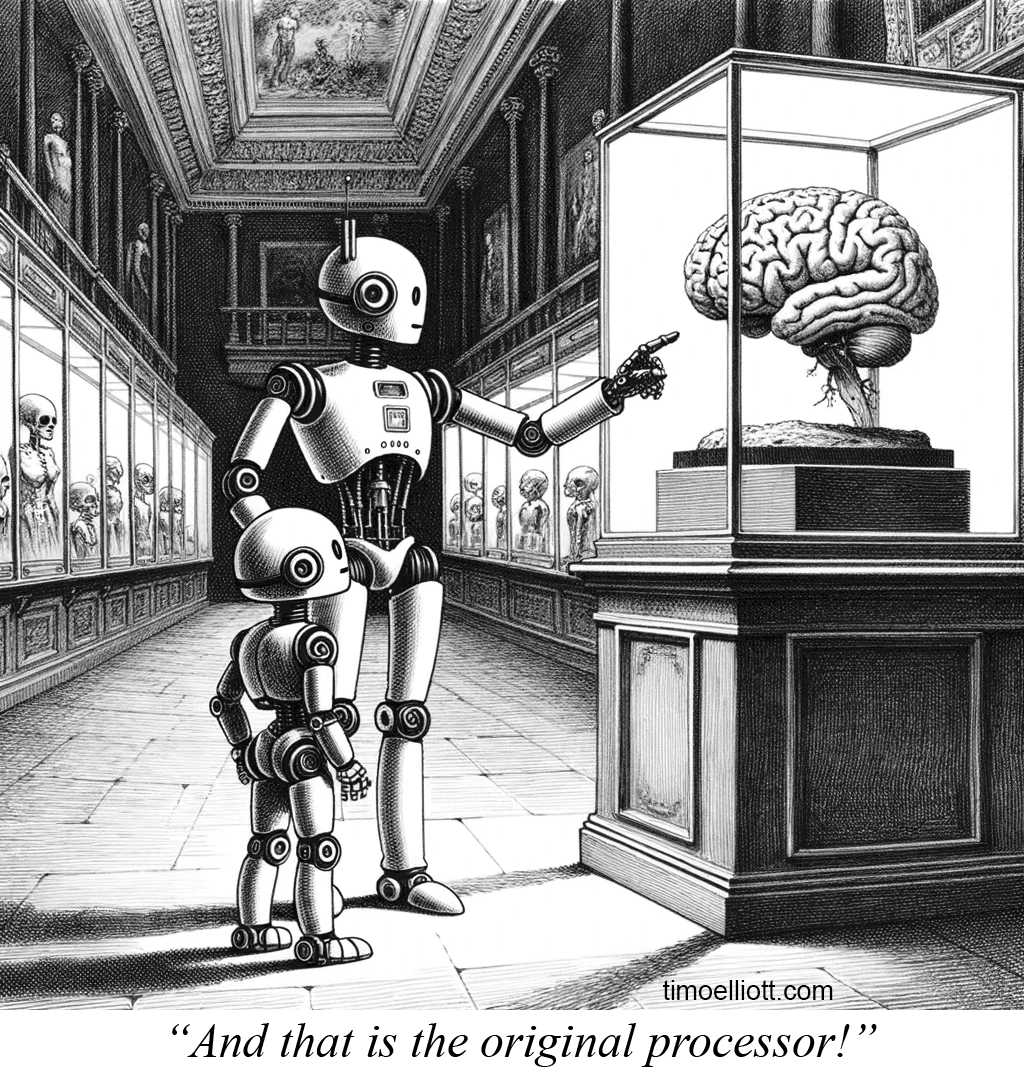 timoelliott.com
“And that is the original processor!”